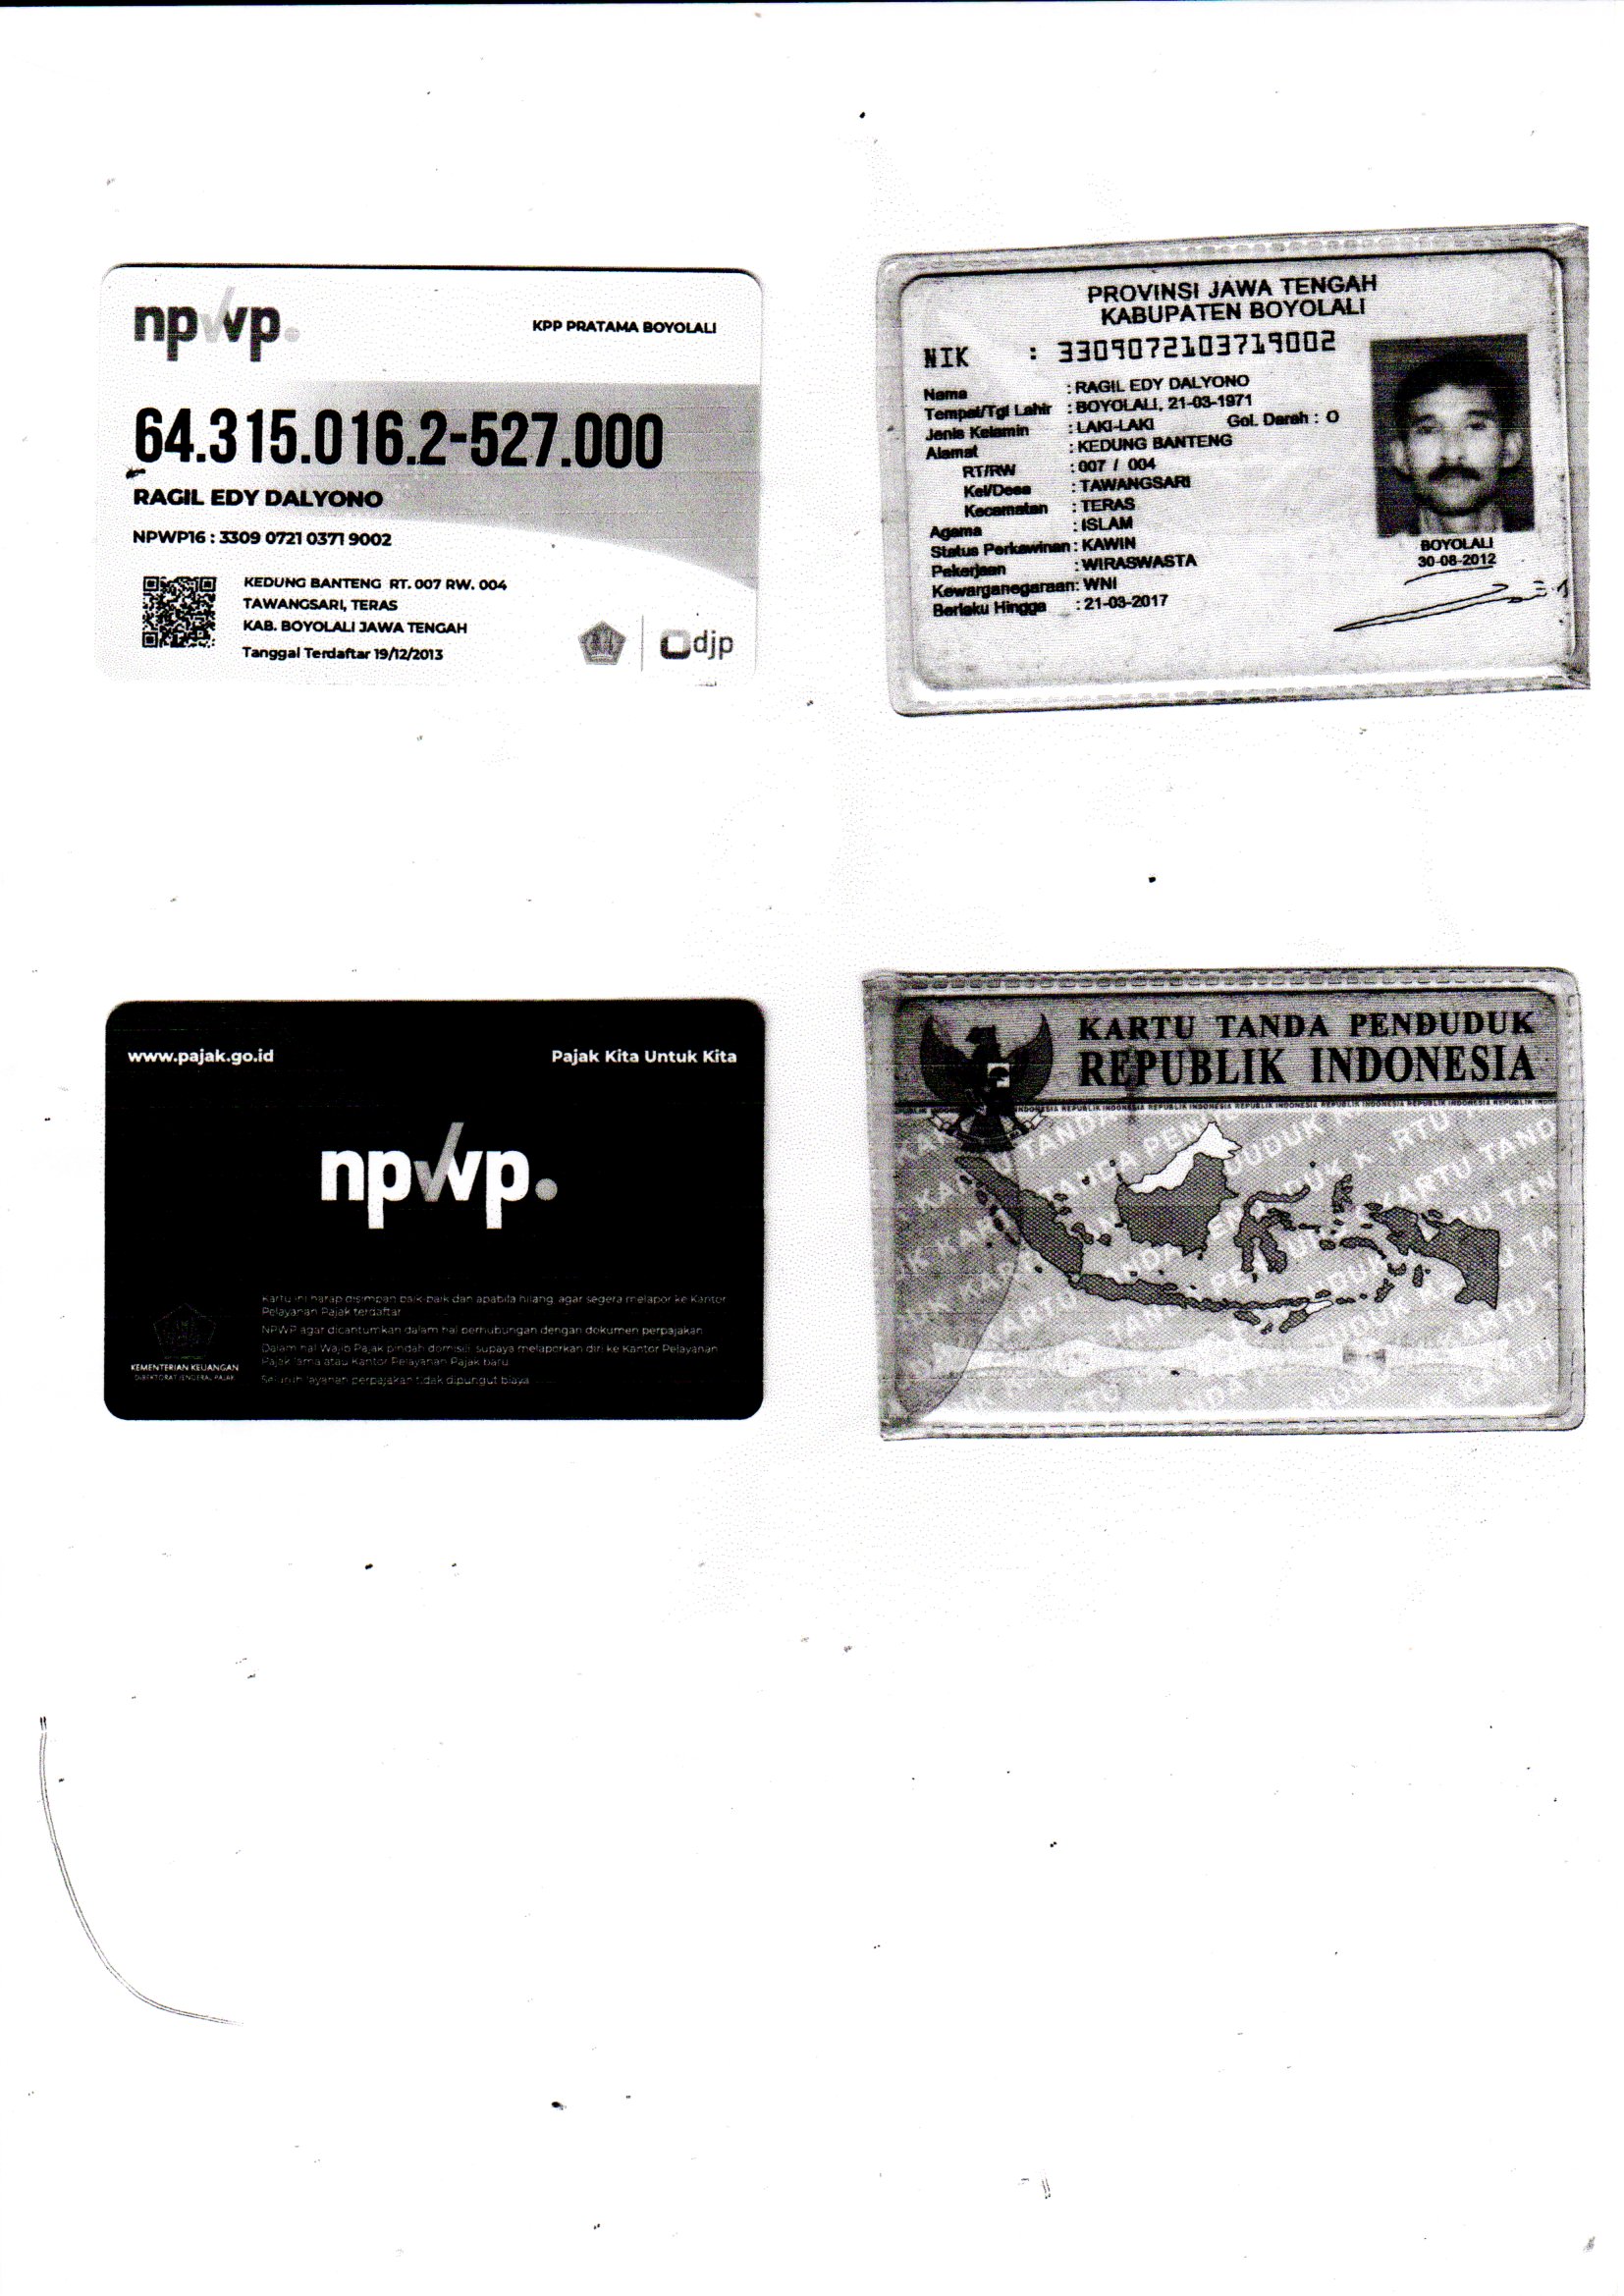 npwp.
KPP PRATAMA BOYOLALI
64.315.016.2-527.000
RAGIL EDY DALYONO
NPWP16 : 3309 0721 0371 9002
KEDUNG BANTENG RT. 007 RW. 004
TAWANGSARI, TERAS
KAB. BOYOLALI JAWA TENGAH
Tanggal Terdaftar 19/12/2013
djp
PROVINSI JAWA TENGAH
KABUPATEN BOYOLALI
NIK : 3309072103719002
Nama : RAGIL EDY DALYONO
Tempat/Tgl Lahir : BOYOLALI, 21-03-1971
Jenis Kelamin : LAKI-LAKI Gol. Darah : O
Alamat : KEDUNG BANTENG
RT/RW : 007 / 004
Kel/Desa : TAWANGSARI
Kecamatan : TERAS
Agama : ISLAM
Status Perkawinan : KAWIN
Pekerjaan : WIRASWASTA
Kewarganegaraan : WNI
Berlaku Hingga : 21-03-2017
BOYOLALI
30-08-2012
www.pajak.go.id Pajak Kita Untuk Kita
npwp.
Kartu ini harap disimpan baik-baik dan apabila hilang, agar segera melapor ke Kantor
Pelayanan Pajak terdaftar
NPWP agar dicantumkan dalam hal berhubungan dengan dokumen perpajakan
Dalam hal Wajib Pajak pindah domisili, supaya melaporkan diri ke Kantor Pelayanan
Pajak lama atau Kantor Pelayanan Pajak baru
Seluruh layanan perpajakan tidak dipungut biaya
KEMENTERIAN KEUANGAN
DIREKTORAT JENDERAL PAJAK
KARTU TANDA PENDUDUK
REPUBLIK INDONESIA